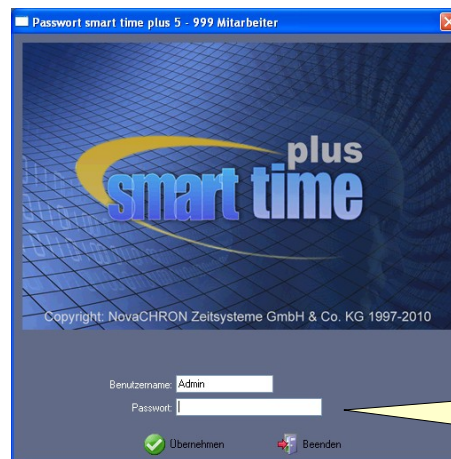 Passwort smart time plus 5 - 999 Mitarbeiter
plus
smart time
Copyright: NovaCHRON Zeitsysteme GmbH & Co. KG 1997-2010
Benutzername: Admin
Passwort:
Übernehmen
Beenden